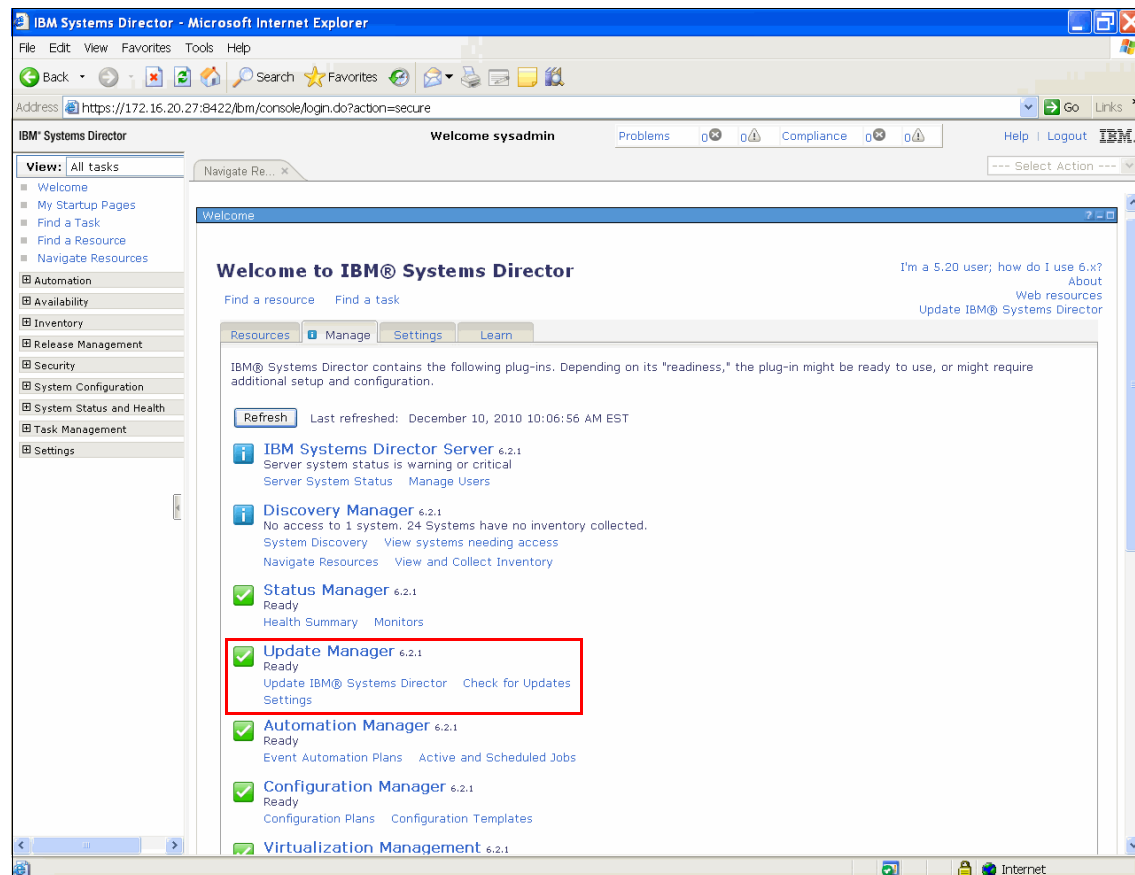 IBM Systems Director - Microsoft Internet Explorer
File Edit View Favorites Tools Help
Back Search Favorites
Address https://172.16.20.27:8422/ibm/console/login.do?action=secure Go Links
IBM® Systems Director Welcome sysadmin Problems 0 0 Compliance 0 0 Help | Logout IBM.
View: All tasks
Navigate Re... --- Select Action ---
Welcome
My Startup Pages
Find a Task
Find a Resource
Navigate Resources
Automation
Availability
Inventory
Release Management
Security
System Configuration
System Status and Health
Task Management
Settings
Welcome
Welcome to IBM® Systems Director
I'm a 5.20 user; how do I use 6.x?
About
Web resources
Update IBM® Systems Director
Find a resource Find a task
Resources Manage Settings Learn
IBM® Systems Director contains the following plug-ins. Depending on its "readiness," the plug-in might be ready to use, or might require
additional setup and configuration.
Refresh Last refreshed: December 10, 2010 10:06:56 AM EST
IBM Systems Director Server 6.2.1
Server system status is warning or critical
Server System Status Manage Users
Discovery Manager 6.2.1
No access to 1 system. 24 Systems have no inventory collected.
System Discovery View systems needing access
Navigate Resources View and Collect Inventory
Status Manager 6.2.1
Ready
Health Summary Monitors
Update Manager 6.2.1
Ready
Update IBM® Systems Director Check for Updates
Settings
Automation Manager 6.2.1
Ready
Event Automation Plans Active and Scheduled Jobs
Configuration Manager 6.2.1
Ready
Configuration Plans Configuration Templates
Virtualization Management 6.2.1
Internet